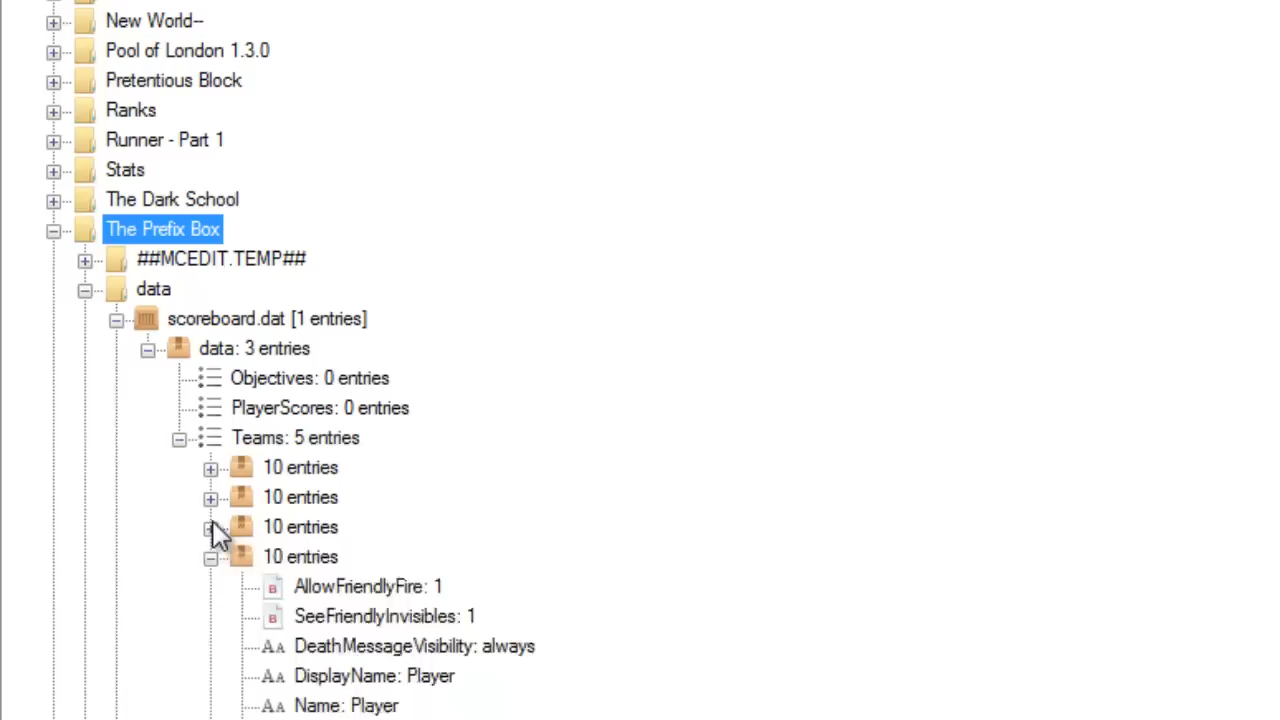 New World--
Pool of London 1.3.0
Pretentious Block
Ranks
Runner - Part 1
Stats
The Dark School
The Prefix Box
##MCEDIT.TEMP##
data
scoreboard.dat [1 entries]
data: 3 entries
Objectives: 0 entries
PlayerScores: 0 entries
Teams: 5 entries
10 entries
10 entries
10 entries
10 entries
B AllowFriendlyFire: 1
B SeeFriendlyInvisibles: 1
AA DeathMessageVisibility: always
AA DisplayName: Player
AA Name: Player